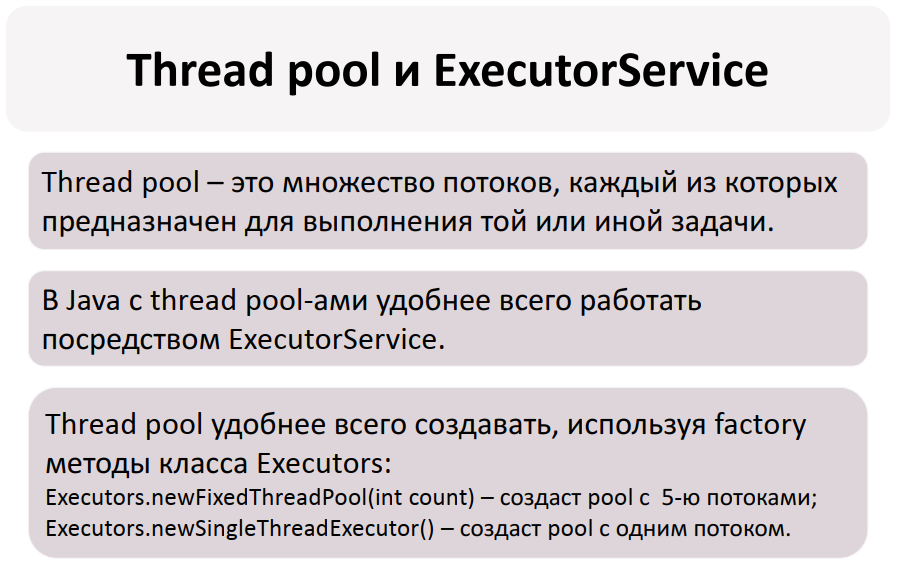 Thread pool и ExecutorService
Thread pool – это множество потоков, каждый из которых
предназначен для выполнения той или иной задачи.
В Java с thread pool-ами удобнее всего работать
посредством ExecutorService.
Thread pool удобнее всего создавать, используя factory
методы класса Executors:
Executors.newFixedThreadPool(int count) – создаст pool с 5-ю потоками;
Executors.newSingleThreadExecutor() – создаст pool с одним потоком.